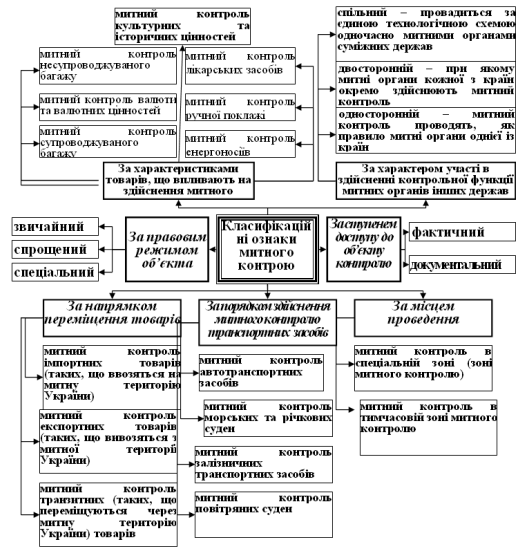 митний контроль
культурних та
історичних цінностей
митний контроль
несупроводжуваного
багажу
митний контроль
лікарських засобів
митний контроль валюти
та валютних цінностей
митний контроль
ручної поклажі
митний контроль
супроводжуваного
багажу
митний контроль
енергоносіїв
спільний – провадиться за
єдиною технологічною схемою
одночасно митними органами
суміжних держав
двосторонній – при якому
митні органи кожної з країн
окремо здійснюють митний
контроль
односторонній – митний
контроль проводять, як
правило митні органи однієї із
країн
За характеристиками
товарів, що впливають на
здійснення митного
За характером участі в
здійсненні контрольної функції
митних органів інших держав
звичайний
спрощений
спеціальний
За правовим
режимом
об’єкта
Класифікацій
ні ознаки
митного
контрою
За ступенем
доступу до
об’єкту
контролю
фактичний
документальний
За напрямком
переміщення товарів
За порядком здійснення
митного контролю
транспортних засобів
За місцем
проведення
митний контроль
імпортних товарів
(таких, що ввозяться на
митну територію
України)
митний контроль
експортних товарів
(таких, що вивозяться з
митної території
України)
митний контроль
транзитних (таких, що
переміщуються через
митну територію
України) товарів
митний контроль
автотранспортних
засобів
митний контроль
морських та річкових
суден
митний контроль
залізничних
транспортних засобів
митний контроль
повітряних суден
митний контроль в
спеціальній зоні (зоні
митного контролю)
митний контроль в
тимчасовій зоні митного
контролю